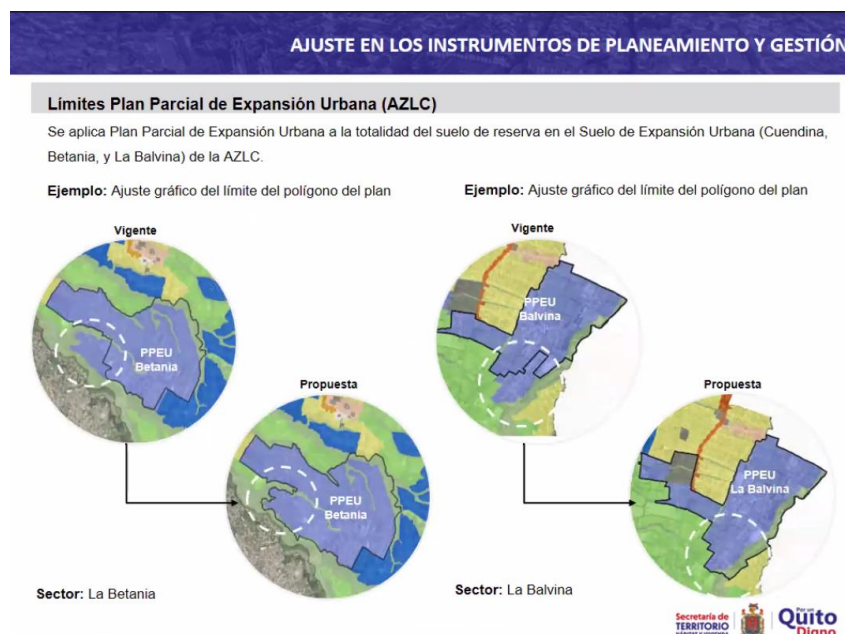 AJUSTE EN LOS INSTRUMENTOS DE PLANEAMIENTO Y GESTIÓN
Límites Plan Parcial de Expansión Urbana (AZLC)
Se aplica Plan Parcial de Expansión Urbana a la totalidad del suelo de reserva en el Suelo de Expansión Urbana (Cuendina,
Betania, y La Balvina) de la AZLC.
Ejemplo: Ajuste gráfico del límite del polígono del plan
Vigente
PPEU
Betania
Propuesta
PPEU
Betania
Sector: La Betania
Ejemplo: Ajuste gráfico del límite del polígono del plan
Vigente
PPEU
Balvina
Propuesta
PPEU
La Balvina
Sector: La Balvina
Secretaría de
TERRITORIO
Por un
Quito
Digno